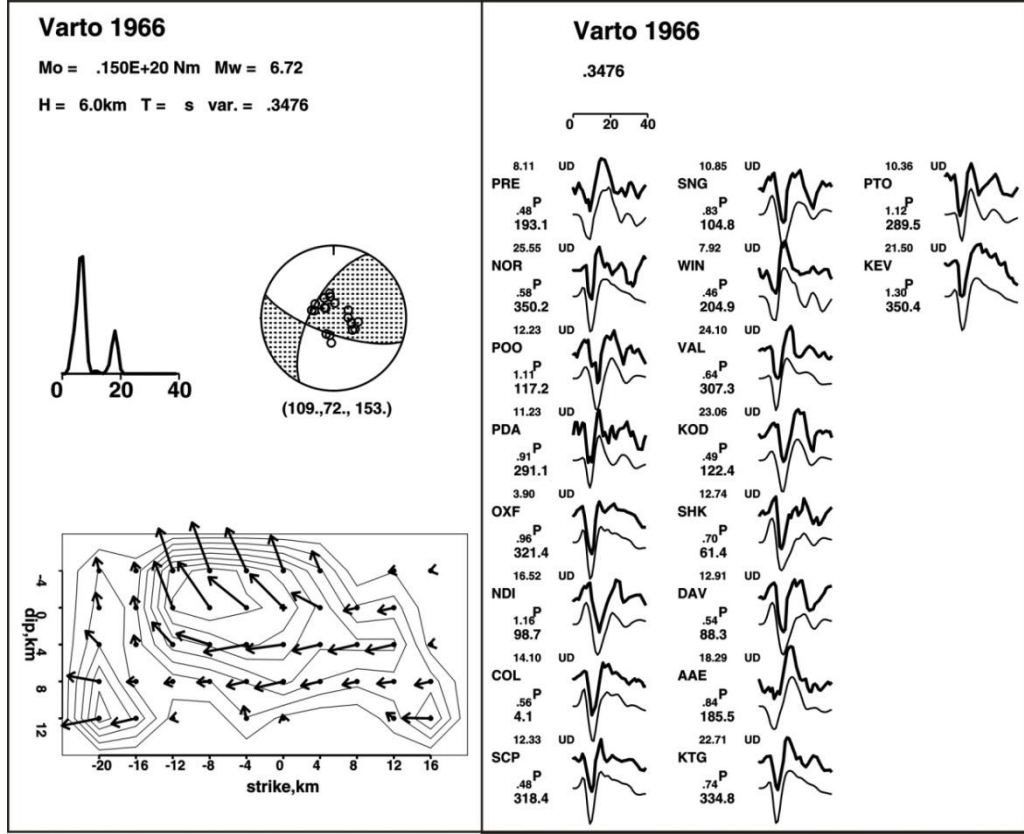 Varto 1966
Mo = .150E+20 Nm Mw = 6.72
H = 6.0km T = s var. = .3476
0 20 40
(109.,72., 153.)
-4
0
4
8
12
dip,km
-20 -16 -12 -8 -4 0 4 8 12 16
strike,km
Varto 1966
.3476
0 20 40
8.11 UD
PRE
.48 P
193.1
25.55 UD
NOR
.58 P
350.2
12.23 UD
POO
1.11 P
117.2
11.23 UD
PDA
.91 P
291.1
3.90 UD
OXF
.96 P
321.4
16.52 UD
NDI
1.16 P
98.7
14.10 UD
COL
.56 P
4.1
12.33 UD
SCP
.48 P
318.4
10.85 UD
SNG
.83 P
104.8
7.92 UD
WIN
.46 P
204.9
24.10 UD
VAL
.64 P
307.3
23.06 UD
KOD
.49 P
122.4
12.74 UD
SHK
.70 P
61.4
12.91 UD
DAV
.54 P
88.3
18.29 UD
AAE
.84 P
185.5
22.71 UD
KTG
.74 P
334.8
10.36 UD
PTO
1.12 P
289.5
21.50 UD
KEV
1.30 P
350.4